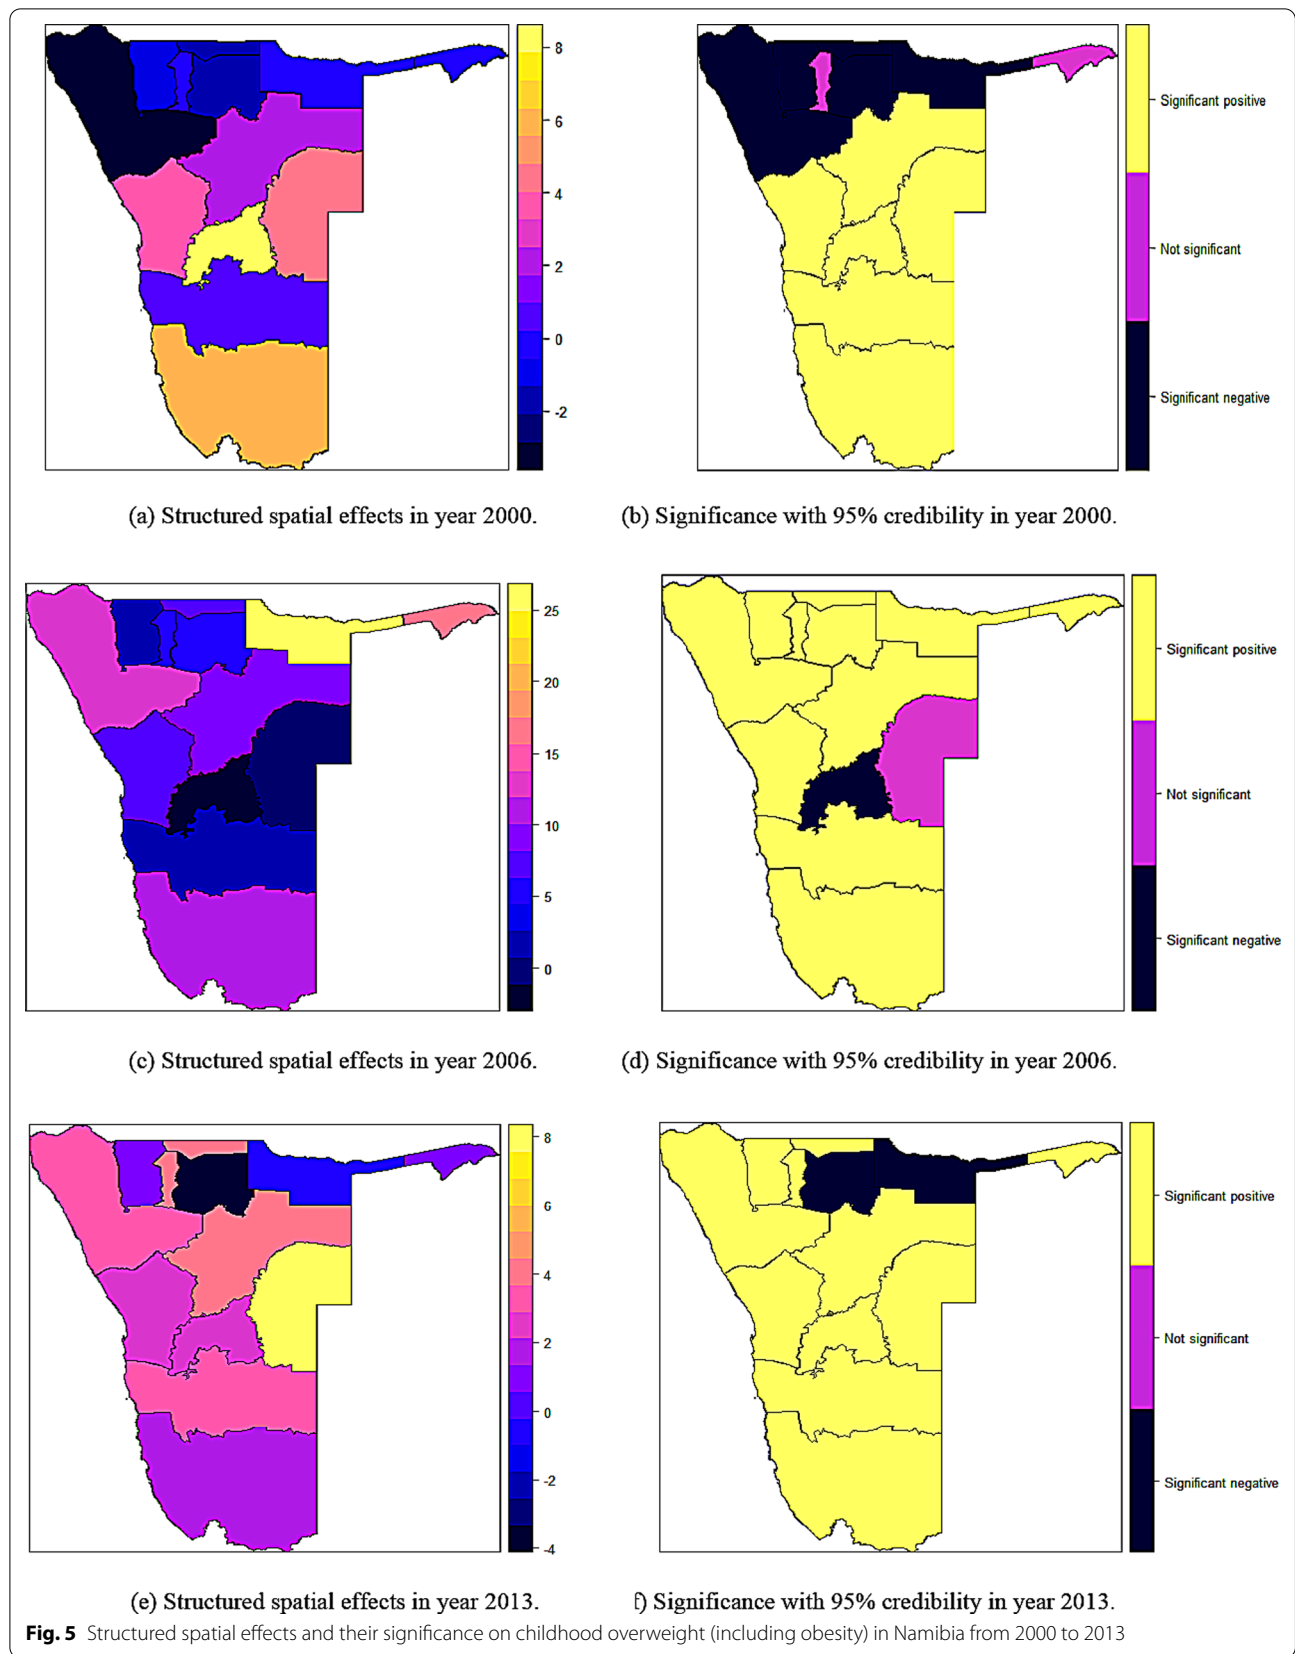 8
6
4
2
0
-2
Significant positive
Not significant
Significant negative
(a) Structured spatial effects in year 2000.
(b) Significance with 95% credibility in year 2000.
25
20
15
10
5
0
Significant positive
Not significant
Significant negative
(c) Structured spatial effects in year 2006.
(d) Significance with 95% credibility in year 2006.
8
6
4
2
0
-2
-4
Significant positive
Not significant
Significant negative
(e) Structured spatial effects in year 2013.
f) Significance with 95% credibility in year 2013.
Fig. 5 Structured spatial effects and their significance on childhood overweight (including obesity) in Namibia from 2000 to 2013